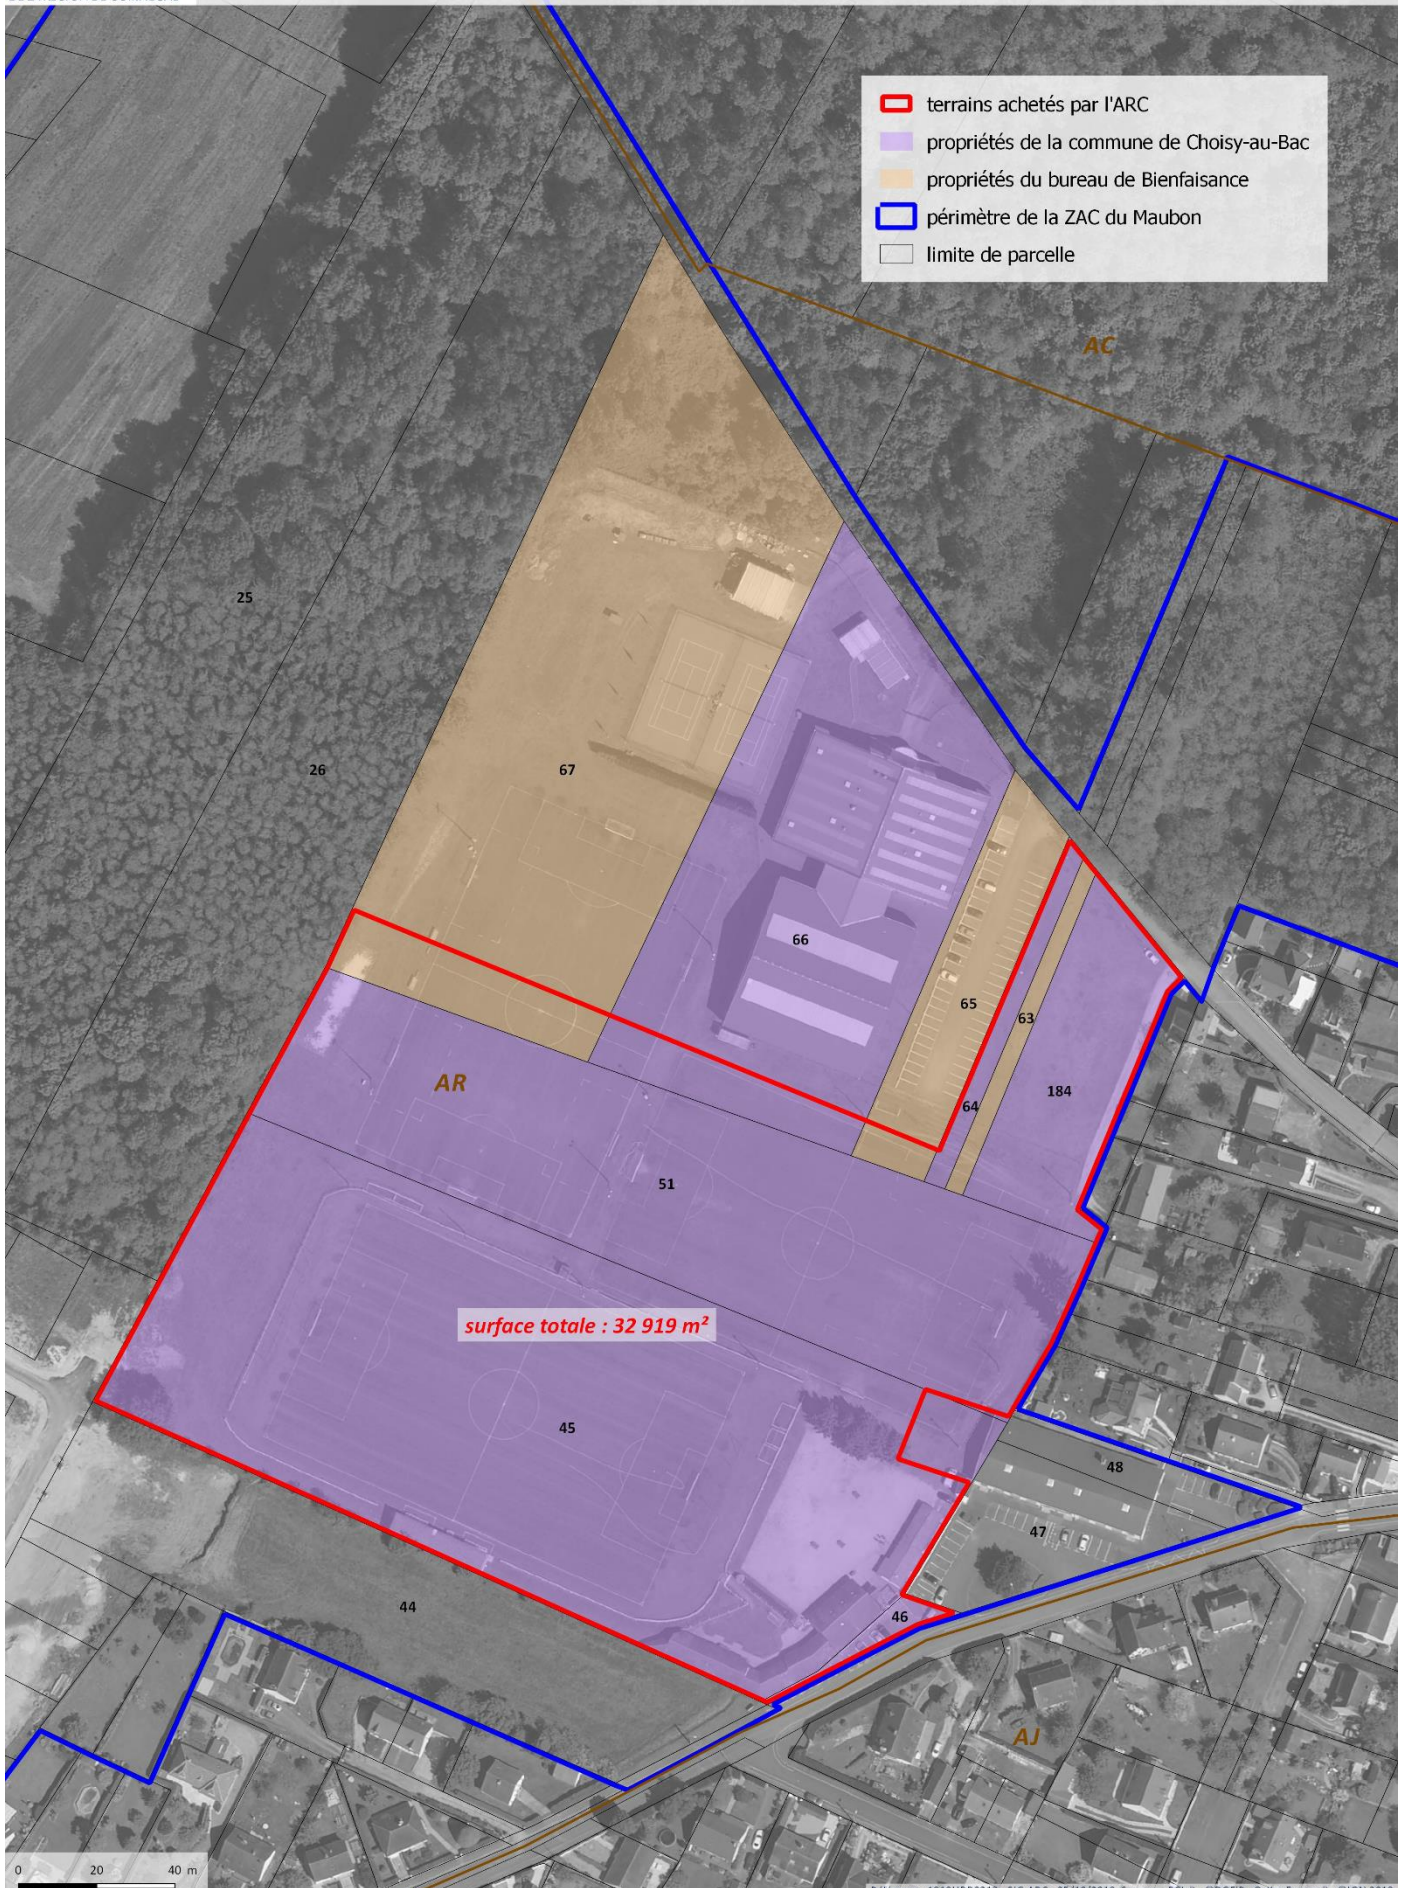 terrains achetés par l'ARC
propriétés de la commune de Choisy-au-Bac
propriétés du bureau de Bienfaisance
périmètre de la ZAC du Maubon
limite de parcelle
AC
25
26
67
66
65
63
64
184
AR
51
surface totale : 32 919 m²
45
48
47
46
44
AJ
0 20 40 m